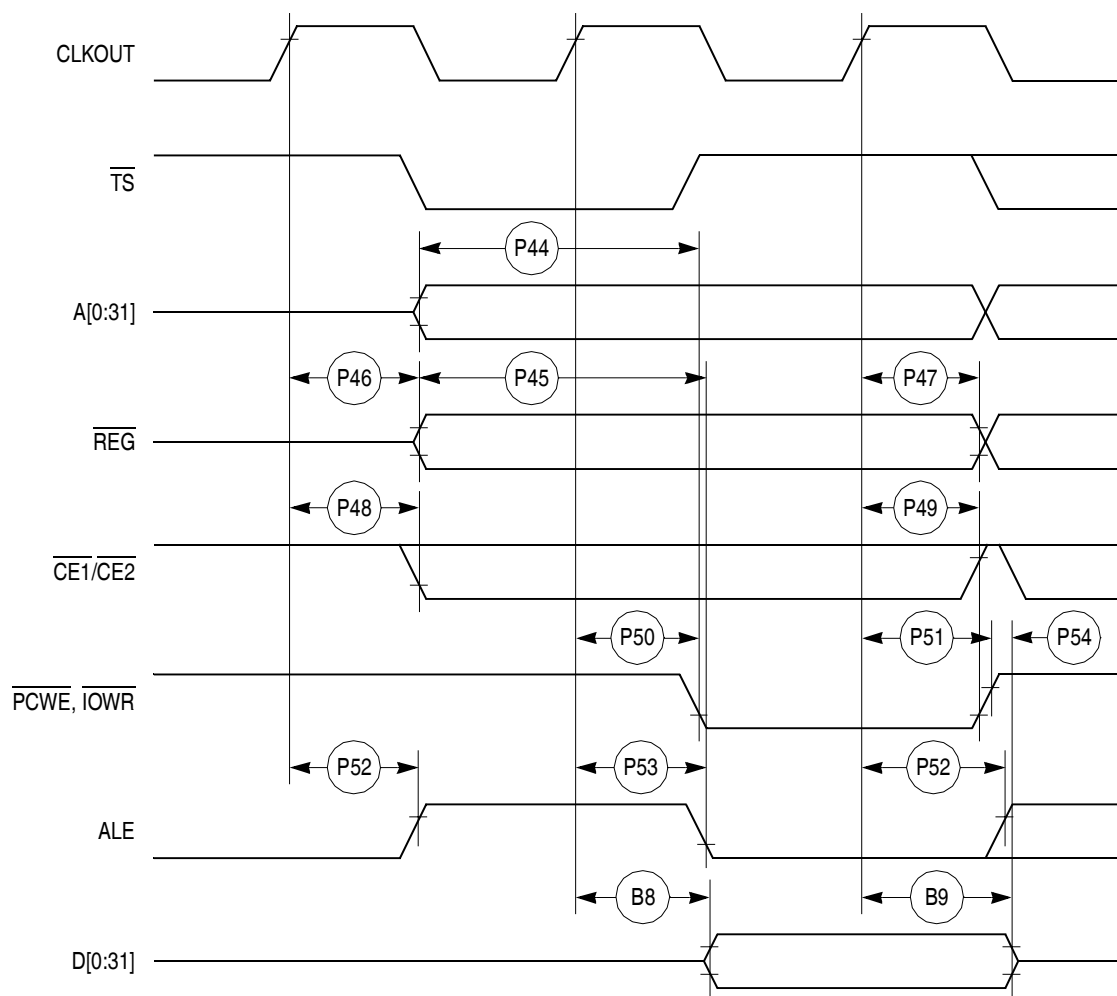 CLKOUT
TS
P44
A[0:31]
P46 P45 P47
REG
P48 P49
CE1/CE2
P50 P51 P54
PCWE, IOWR
P52 P53 P52
ALE
B8 B9
D[0:31]